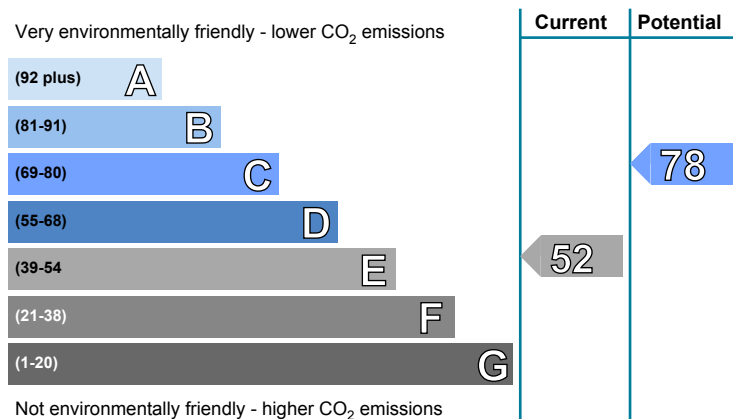 Current Potential
Very environmentally friendly - lower CO₂ emissions
(92 plus) A
(81-91) B
(69-80) C
78
(55-68) D
(39-54 E
52
(21-38) F
(1-20) G
Not environmentally friendly - higher CO₂ emissions